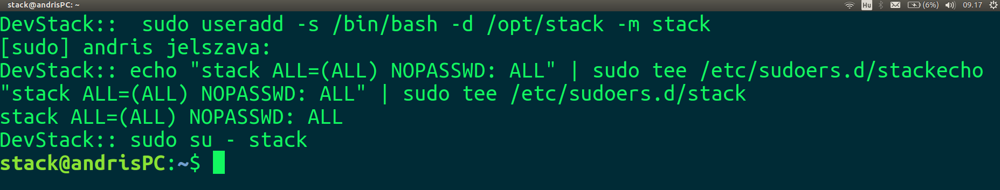 stack@andrisPC: ~
Hu (6%) 09.17
DevStack::  sudo useradd -s /bin/bash -d /opt/stack -m stack
[sudo] andris jelszava:
DevStack:: echo "stack ALL=(ALL) NOPASSWD: ALL" | sudo tee /etc/sudoers.d/stackecho
"stack ALL=(ALL) NOPASSWD: ALL" | sudo tee /etc/sudoers.d/stack
stack ALL=(ALL) NOPASSWD: ALL
DevStack:: sudo su - stack
stack@andrisPC:~$